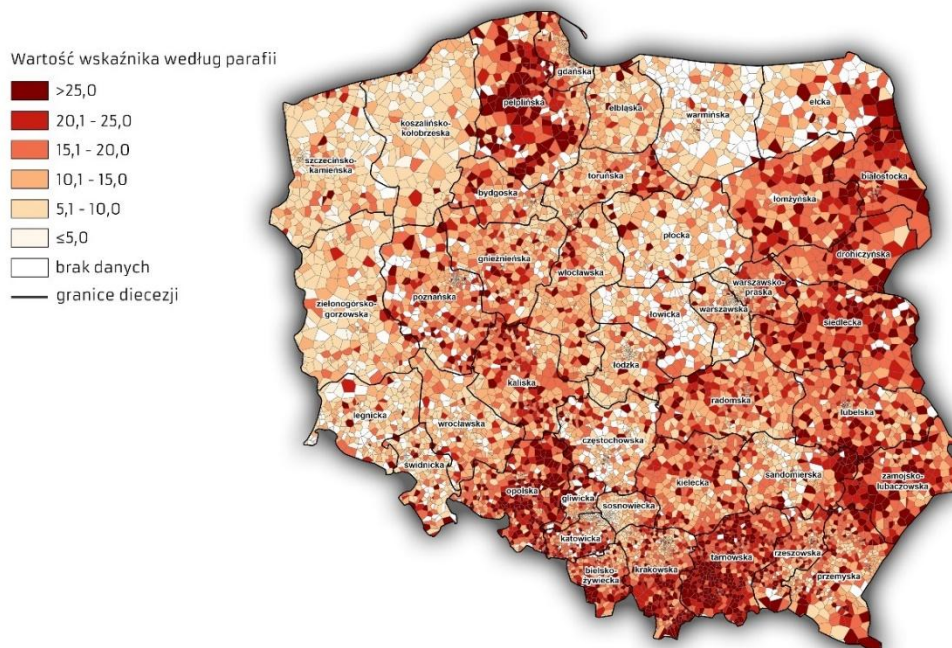 Wartość wskaźnika według parafii
>25,0
20,1 - 25,0
15,1 - 20,0
10,1 - 15,0
5,1 - 10,0
≤5,0
brak danych
granice diecezji
gdańska
pelplińska
koszalińsko-
kołobrzeska
elbląska
warmińska
ełcka
szczecińsko-
kamieńska
bydgoska
toruńska
łomżyńska
białostocka
płocka
drohiczyńska
gnieźnieńska
włocławska
poznańska
zielonogórsko-
gorzowska
łowicka
warszawska
warszawsko-
praska
siedlecka
łódzka
kaliska
radomska
lubelska
legnicka
wrocławska
częstochowska
świdnicka
opolska
gliwicka
sosnowiecka
kielecka
sandomierska
zamojsko-
lubaczowska
katowicka
bielsko-
żywiecka
krakowska
tarnowska
rzeszowska
przemyska